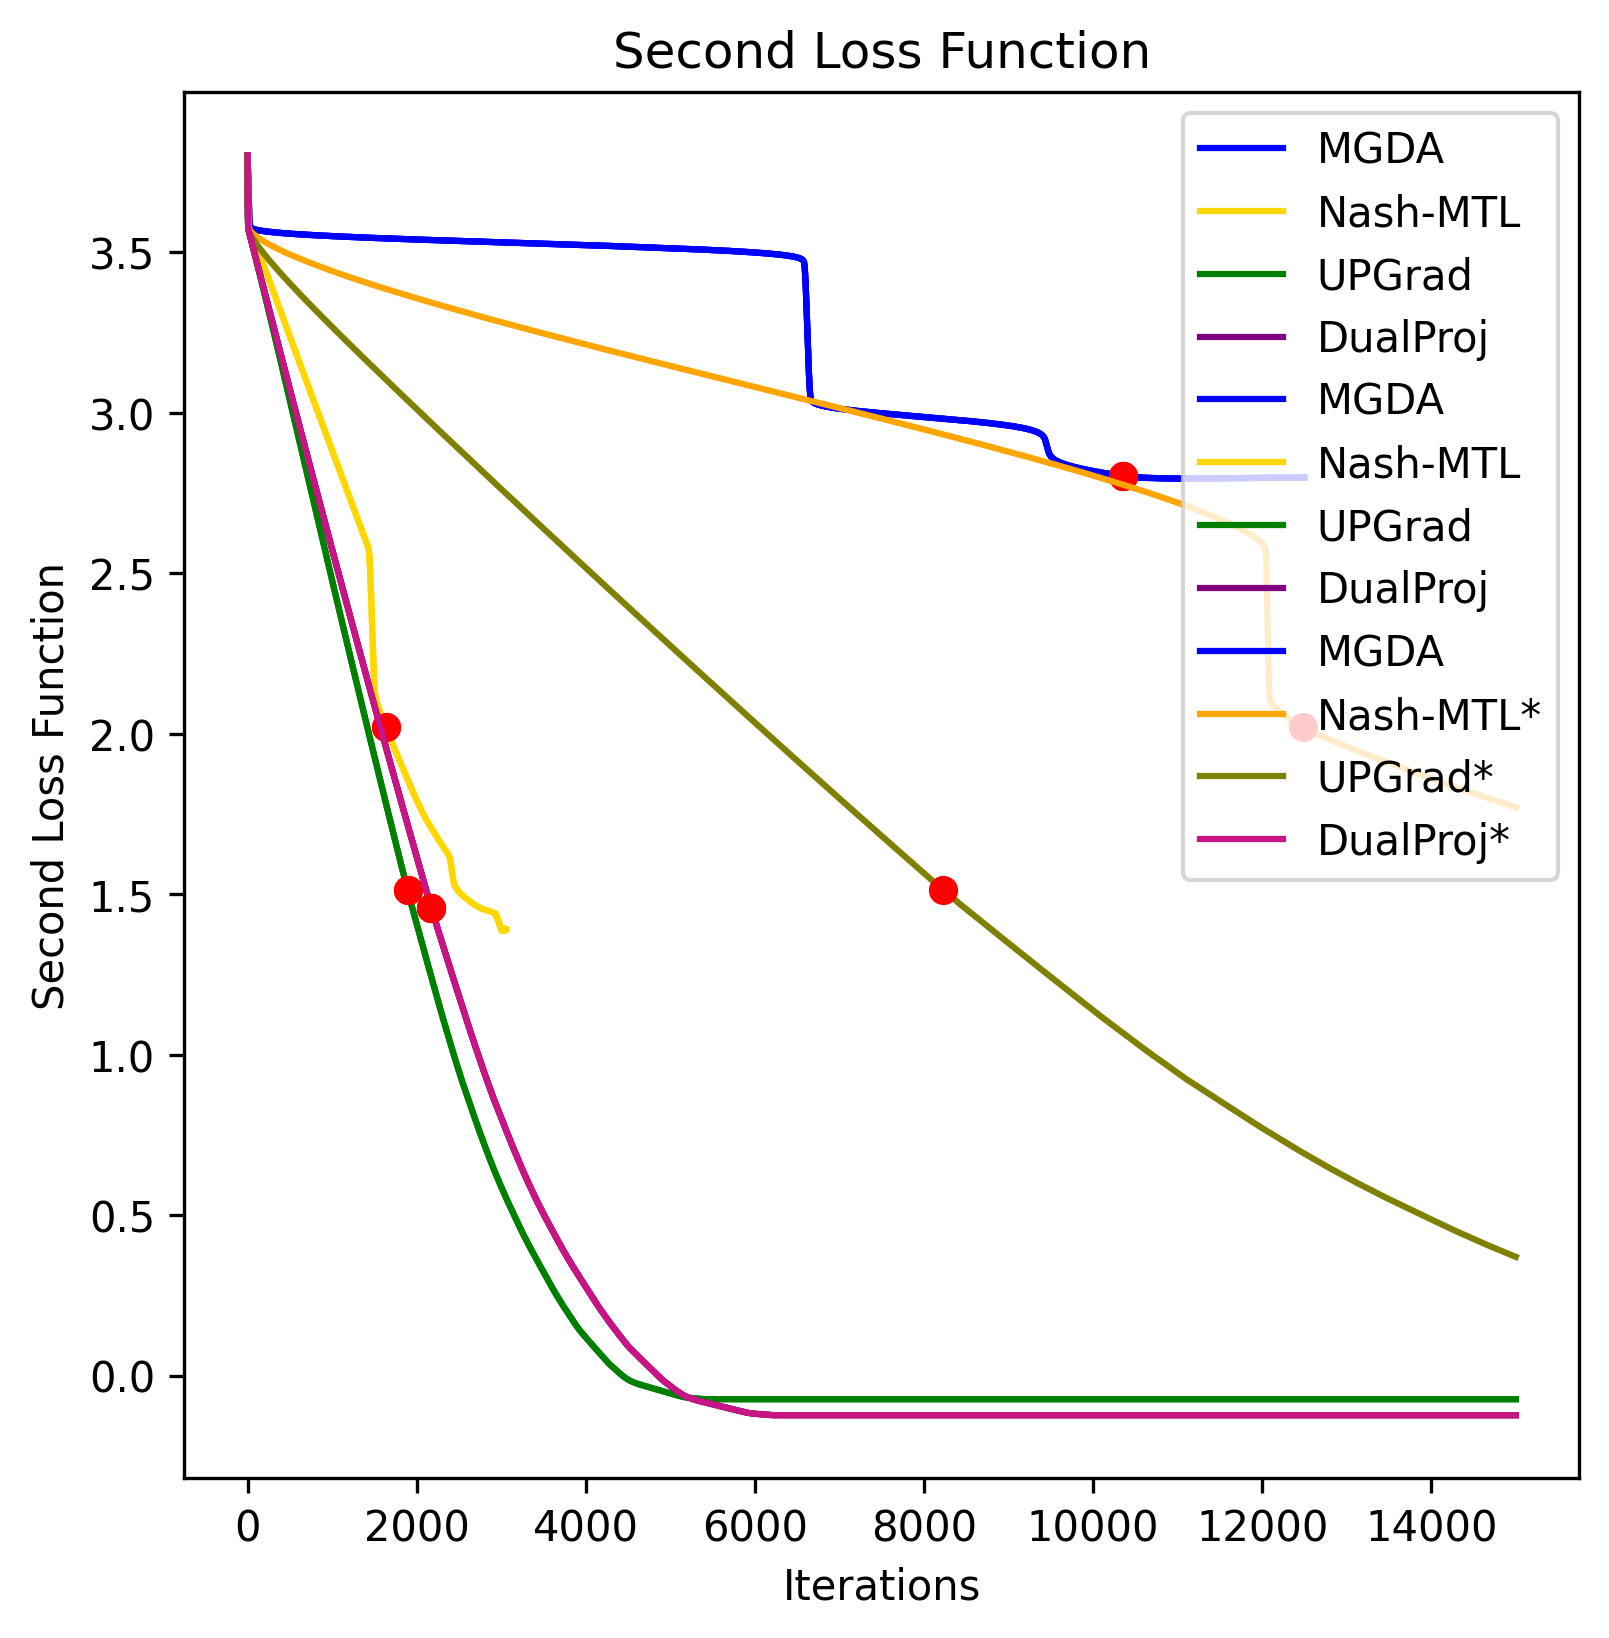 Second Loss Function
MGDA
Nash-MTL
UPGrad
DualProj
MGDA
Nash-MTL
UPGrad
DualProj
MGDA
Nash-MTL*
UPGrad*
DualProj*
Second Loss Function
3.5
3.0
2.5
2.0
1.5
1.0
0.5
0.0
0 2000 4000 6000 8000 10000 12000 14000
Iterations